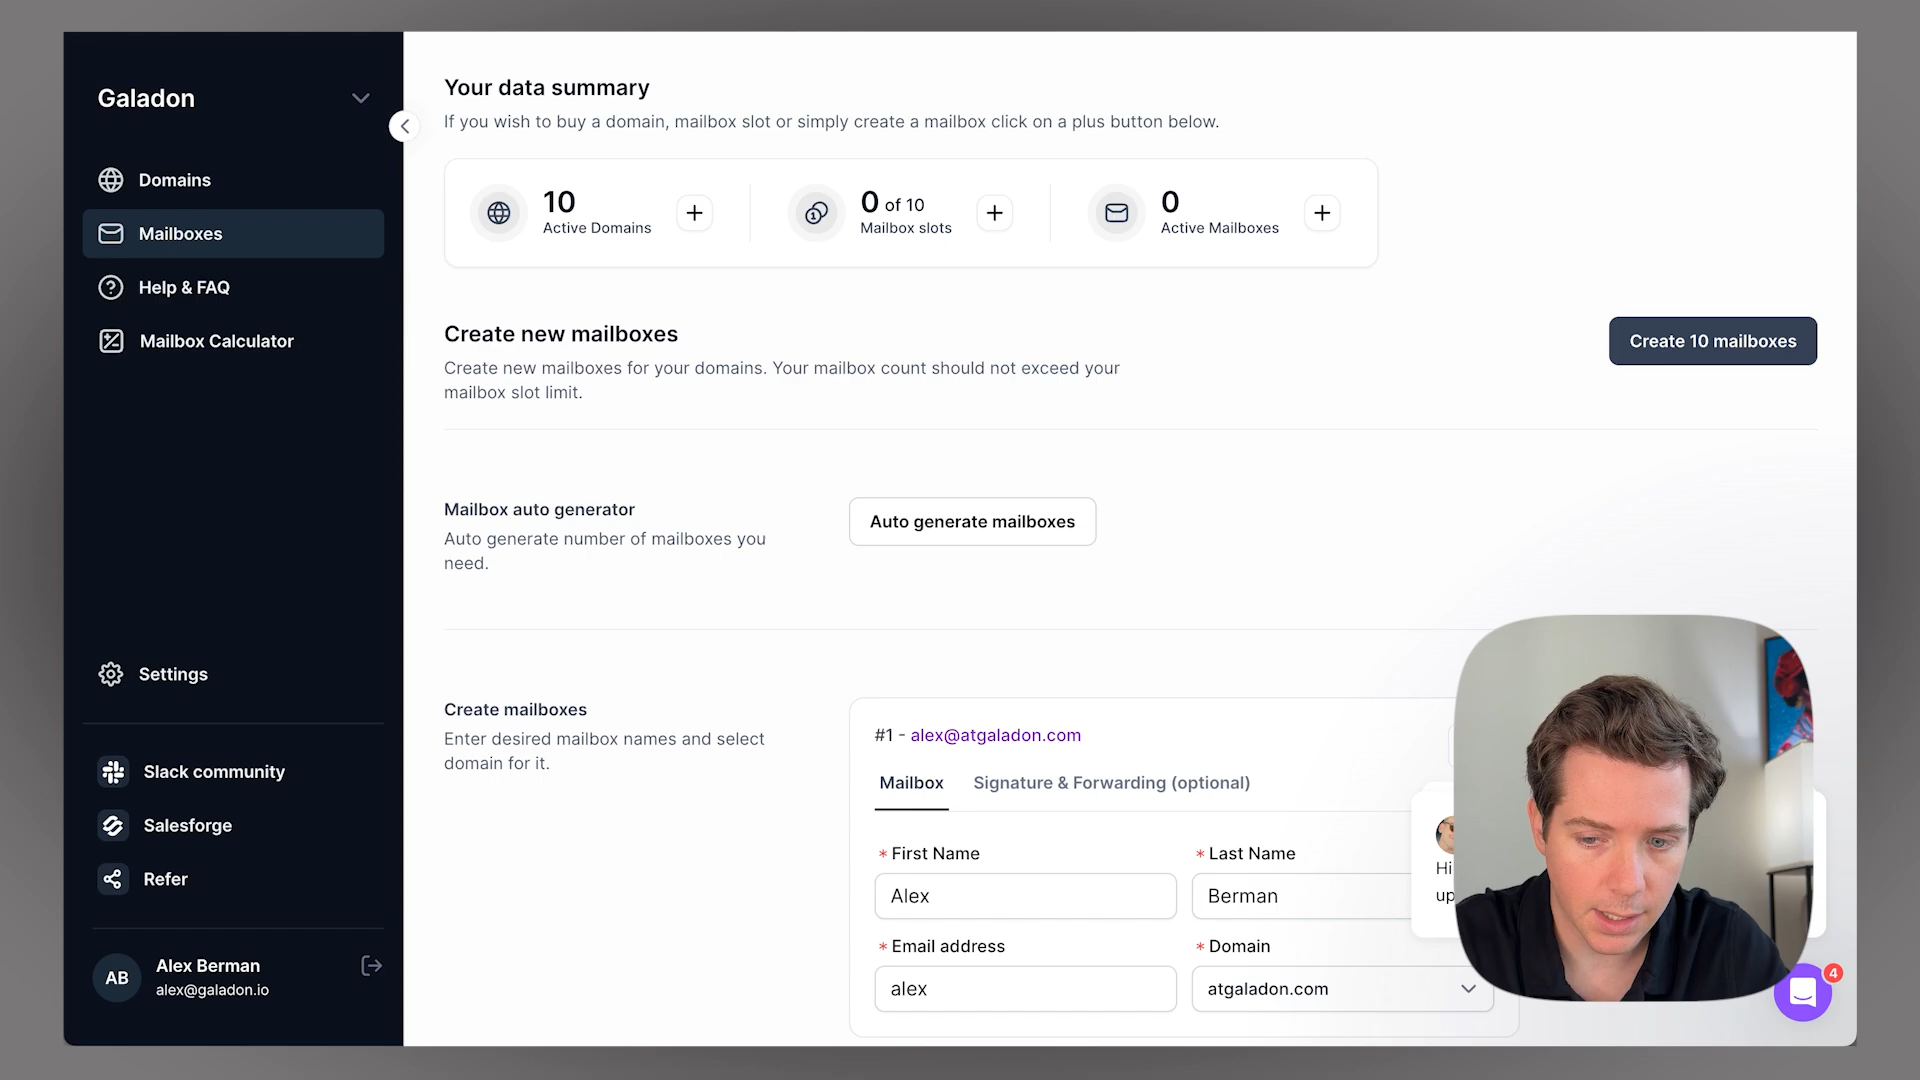 Galadon
Domains
Mailboxes
Help & FAQ
Mailbox Calculator
Settings
Slack community
Salesforge
Refer
AB
Alex Berman
alex@galadon.io
Your data summary
If you wish to buy a domain, mailbox slot or simply create a mailbox click on a plus button below.
10
Active Domains
0 of 10
Mailbox slots
0
Active Mailboxes
Create new mailboxes
Create new mailboxes for your domains. Your mailbox count should not exceed your
mailbox slot limit.
Create 10 mailboxes
Mailbox auto generator
Auto generate number of mailboxes you
need.
Auto generate mailboxes
Create mailboxes
Enter desired mailbox names and select
domain for it.
#1 - alex@atgaladon.com
Mailbox
Signature & Forwarding (optional)
* First Name
* Last Name
Alex
Berman
* Email address
* Domain
alex
atgaladon.com
Hi
up
4